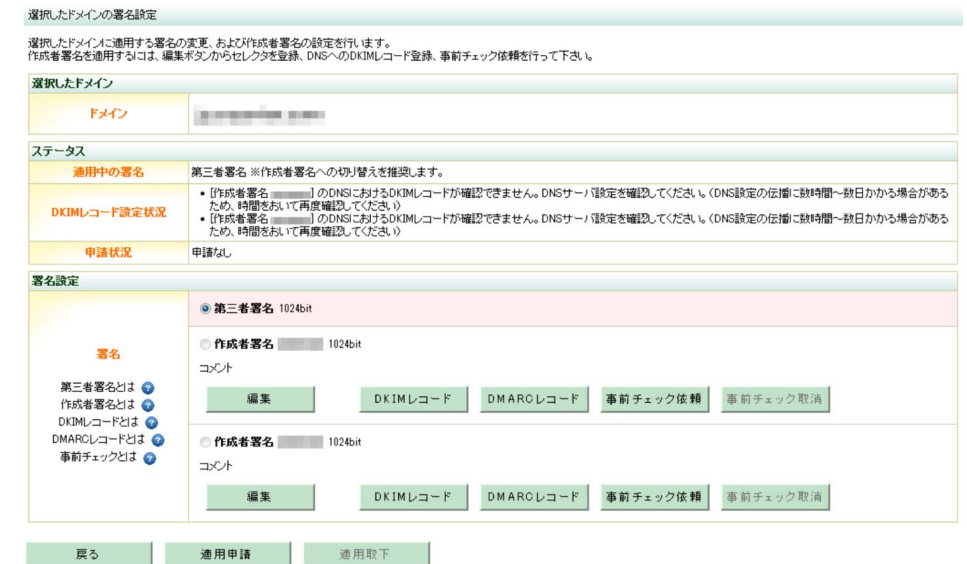 選択したドメインの署名設定
選択したドメインに適用する署名の変更、および作成者署名の設定を行います。
作成者署名を適用するには、編集ボタンからセレクタを登録、DNSへのDKIMレコード登録、事前チェック依頼を行って下さい。
選択したドメイン
ドメイン
ステータス
適用中の署名
第三者署名 ※作成者署名への切り替えを推奨します。
DKIMレコード設定状況
• [作成者署名 ] のDNSにおけるDKIMレコードが確認できません。DNSサーバ設定を確認してください。(DNS設定の伝播に数時間～数日かかる場合がある
ため、時間をおいて再度確認してください)
• [作成者署名 ] のDNSにおけるDKIMレコードが確認できません。DNSサーバ設定を確認してください。(DNS設定の伝播に数時間～数日かかる場合がある
ため、時間をおいて再度確認してください)
申請状況
申請なし
署名設定
署名
第三者署名とは ?
作成者署名とは ?
DKIMレコードとは ?
DMARCレコードとは ?
事前チェックとは ?
第三者署名 1024bit
作成者署名 1024bit
コメント
編集 DKIMレコード DMARCレコード 事前チェック依頼 事前チェック取消
作成者署名 1024bit
コメント
編集 DKIMレコード DMARCレコード 事前チェック依頼 事前チェック取消
戻る 適用申請 適用取下